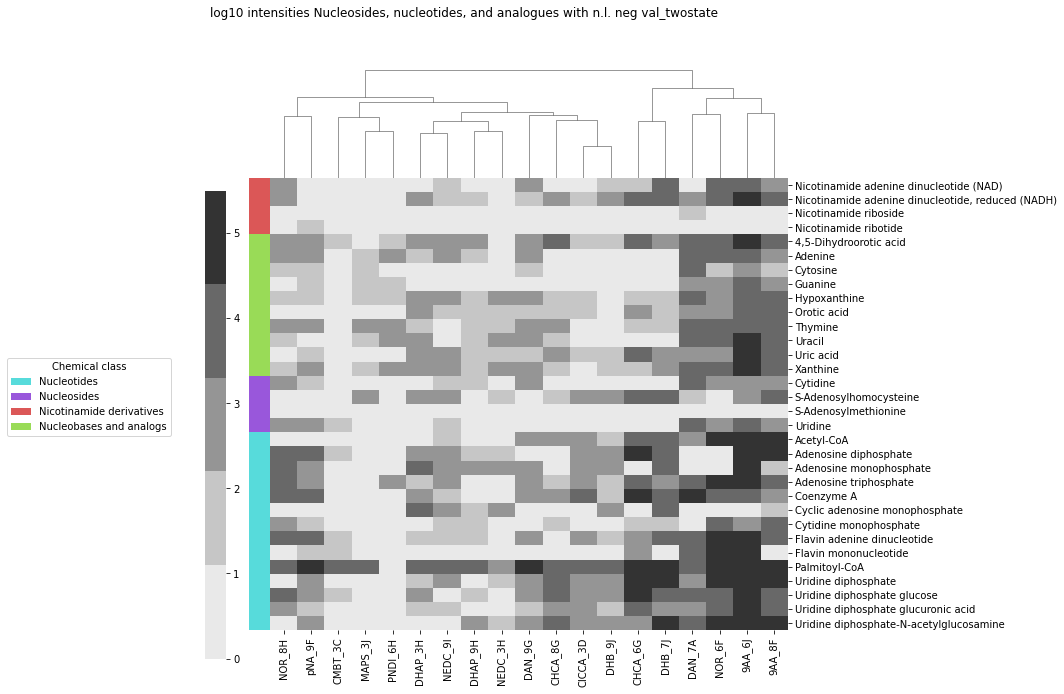 log10 intensities Nucleosides, nucleotides, and analogues with n.l. neg val_twostate
5
4
3
2
1
0
Chemical class
Nucleotides
Nucleosides
Nicotinamide derivatives
Nucleobases and analogs
Nicotinamide adenine dinucleotide (NAD)
Nicotinamide adenine dinucleotide, reduced (NADH)
Nicotinamide riboside
Nicotinamide ribotide
4,5-Dihydroorotic acid
Adenine
Cytosine
Guanine
Hypoxanthine
Orotic acid
Thymine
Uracil
Uric acid
Xanthine
Cytidine
S-Adenosylhomocysteine
S-Adenosylmethionine
Uridine
Acetyl-CoA
Adenosine diphosphate
Adenosine monophosphate
Adenosine triphosphate
Coenzyme A
Cyclic adenosine monophosphate
Cytidine monophosphate
Flavin adenine dinucleotide
Flavin mononucleotide
Palmitoyl-CoA
Uridine diphosphate
Uridine diphosphate glucose
Uridine diphosphate glucuronic acid
Uridine diphosphate-N-acetylglucosamine
NOR_8H
pNA_9F
CMBT_3C
MAPS_3J
PNDI_6H
DHAP_3H
NEDC_9I
DHAP_9H
NEDC_3H
DAN_9G
CHCA_8G
ClCCA_3D
DHB_9J
CHCA_6G
DHB_7J
DAN_7A
NOR_6F
9AA_6J
9AA_8F